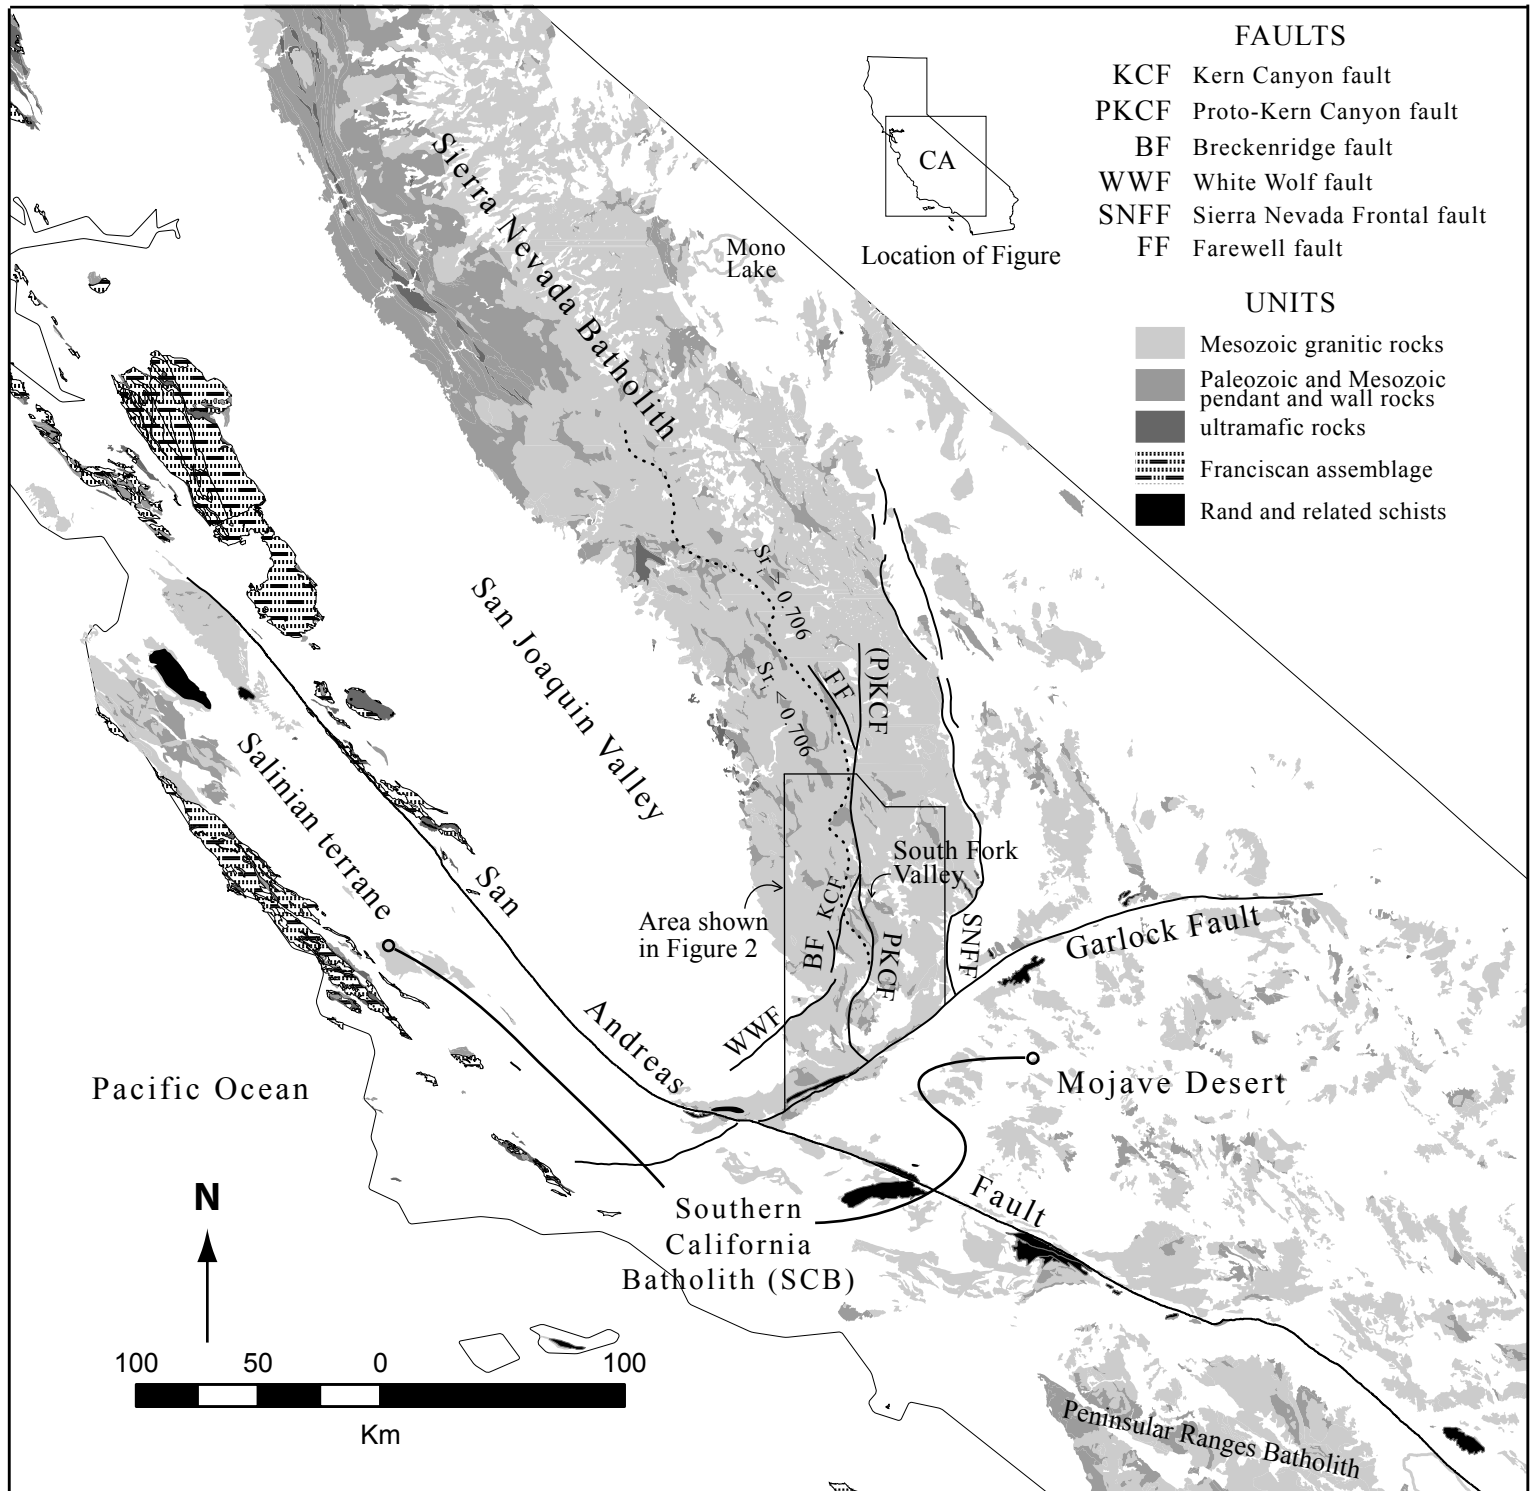 FAULTS
KCF Kern Canyon fault
PKCF Proto-Kern Canyon fault
BF Breckenridge fault
WWF White Wolf fault
SNFF Sierra Nevada Frontal fault
FF Farewell fault
CA
Location of Figure
UNITS
Mesozoic granitic rocks
Paleozoic and Mesozoic
pendant and wall rocks
ultramafic rocks
Franciscan assemblage
Rand and related schists
Sierra Nevada Batholith
Mono
Lake
Sri > 0.706
Sri < 0.706
San Joaquin Valley
FF
(P)KCF
Salinian terrane
South Fork
Valley
KCF
Area shown
in Figure 2
BF
PKCF
SNFF
Garlock Fault
WWF
San
Andreas
Fault
Pacific Ocean
Mojave Desert
Southern
California
Batholith (SCB)
N
100 50 0 100
Km
Peninsular Ranges Batholith